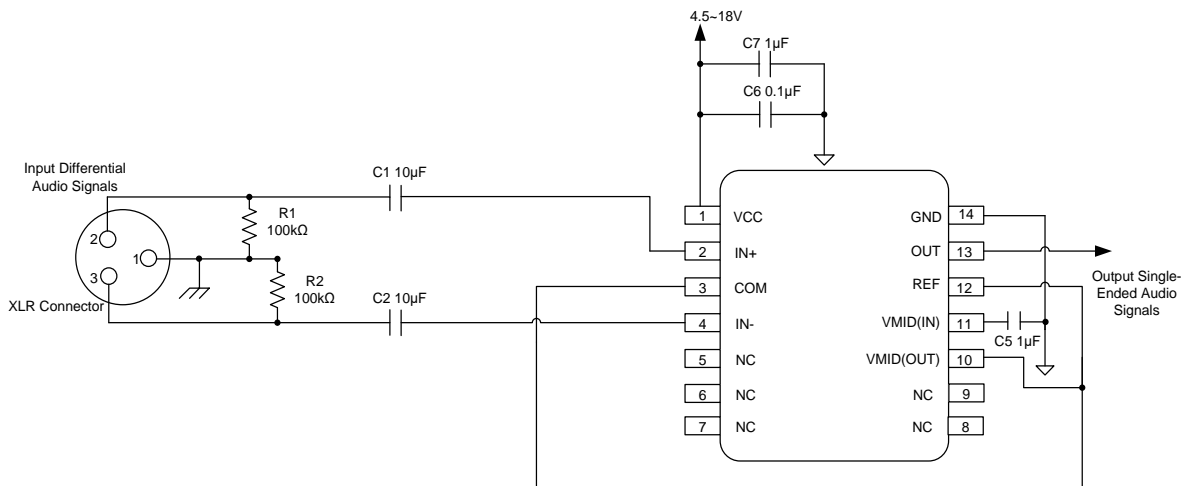 4.5~18V
C7 1µF
C6 0.1µF
Input Differential
Audio Signals
C1 10µF
R1
100kΩ
2
1
3
R2
100kΩ
XLR Connector
C2 10µF
1 VCC GND 14
2 IN+ OUT 13
3 COM REF 12
4 IN- VMID(IN) 11
C5 1µF
5 NC VMID(OUT) 10
6 NC NC 9
7 NC NC 8
Output Single-
Ended Audio
Signals